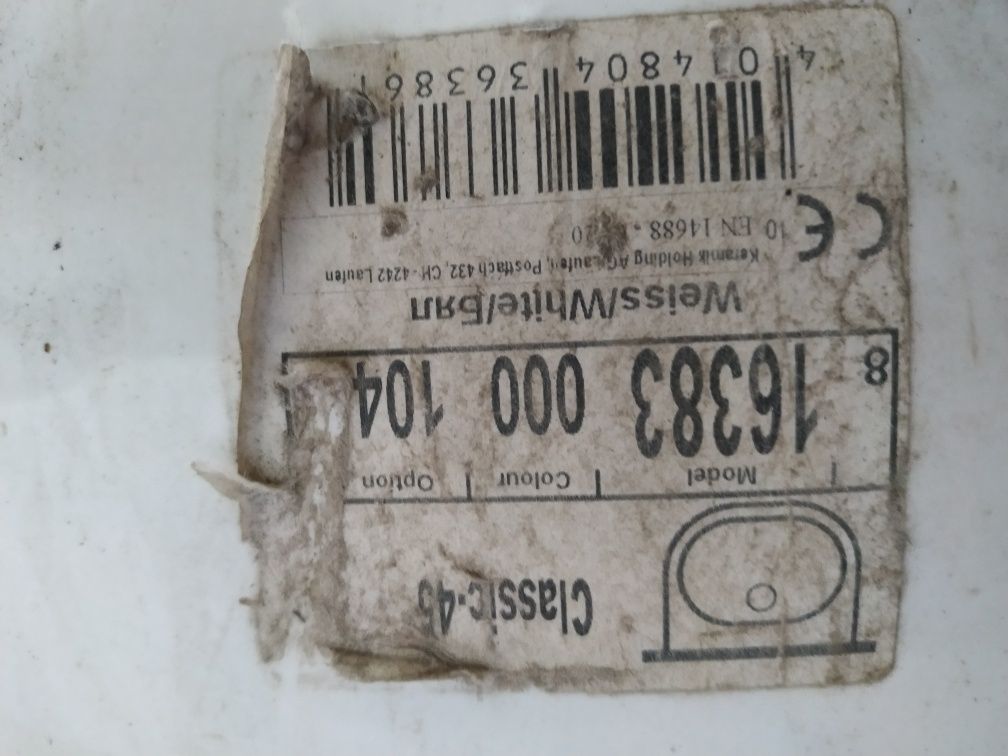 Classic-45
Model Colour Option
8 16383 000 104
Weiss/White/Бял
Keramik Holding AG Laufen, Postfach 432, CH - 4242 Laufen
CE 10 EN 14688 -
4 014804 363861